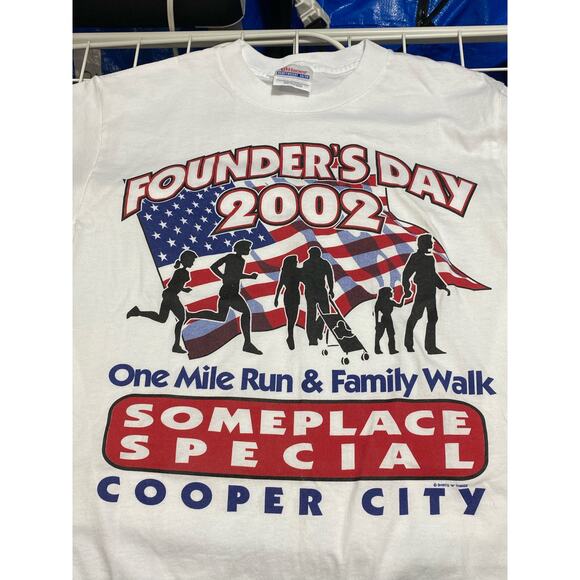 FOUNDER'S DAY
2002
One Mile Run & Family Walk
SOMEPLACE
SPECIAL
COOPER CITY